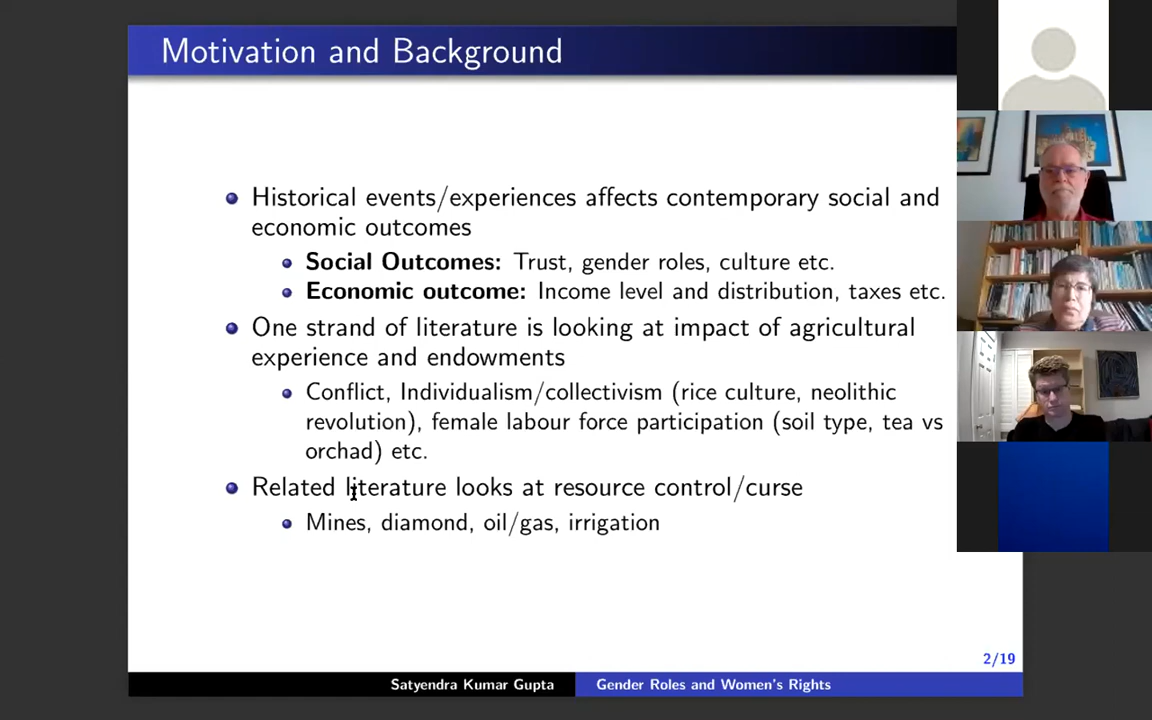 Motivation and Background
Historical events/experiences affects contemporary social and
economic outcomes
Social Outcomes: Trust, gender roles, culture etc.
Economic outcome: Income level and distribution, taxes etc.
One strand of literature is looking at impact of agricultural
experience and endowments
Conflict, Individualism/collectivism (rice culture, neolithic
revolution), female labour force participation (soil type, tea vs
orchad) etc.
Related literature looks at resource control/curse
Mines, diamond, oil/gas, irrigation
2/19
Satyendra Kumar Gupta
Gender Roles and Women's Rights